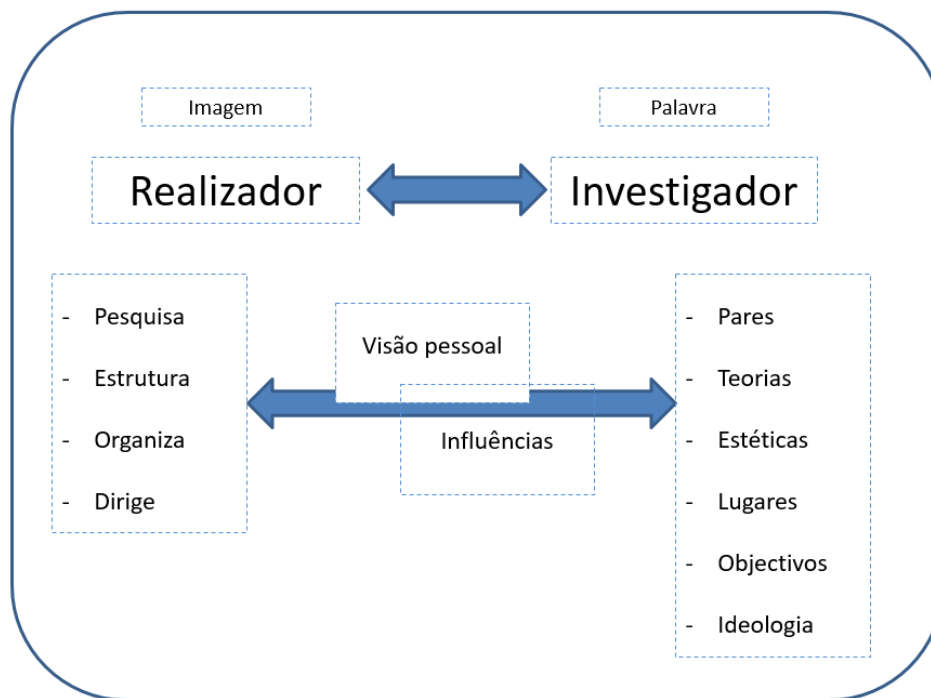 Imagem
Palavra
Realizador
Investigador
- Pesquisa
- Estrutura
- Organiza
- Dirige
Visão pessoal
Influências
- Pares
- Teorias
- Estéticas
- Lugares
- Objectivos
- Ideologia